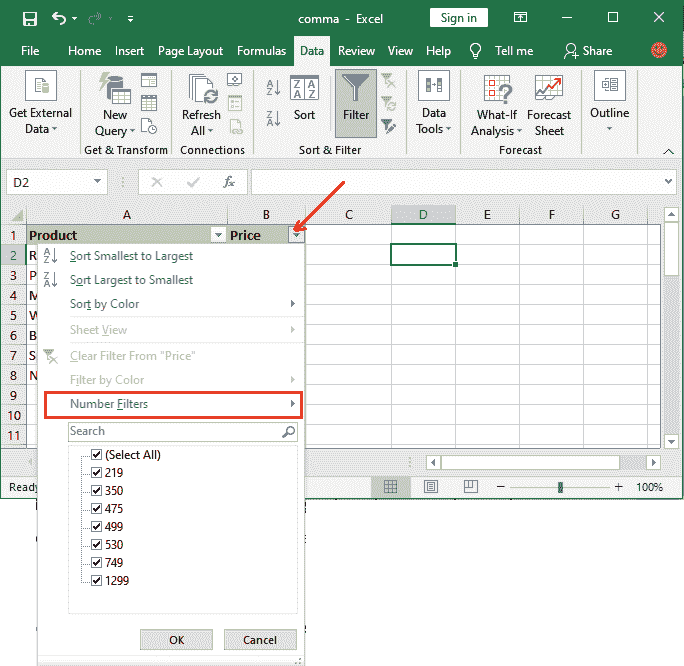 comma - Excel
Sign in
File Home Insert Page Layout Formulas Data Review View Help Tell me Share
Get External Data
New Query
Refresh All
Sort
Filter
Data Tools
What-If Analysis
Forecast Sheet
Outline
Get & Transform
Connections
Sort & Filter
Forecast
D2
fx
A B C D E F G
1 Product Price
2 R
3 P
4 M
5 W
6 B
7 S
8 N
9
10
11
Sort Smallest to Largest
Sort Largest to Smallest
Sort by Color
Sheet View
Clear Filter From "Price"
Filter by Color
Number Filters
Search
(Select All)
219
350
475
499
530
749
1299
OK Cancel
Ready
100%